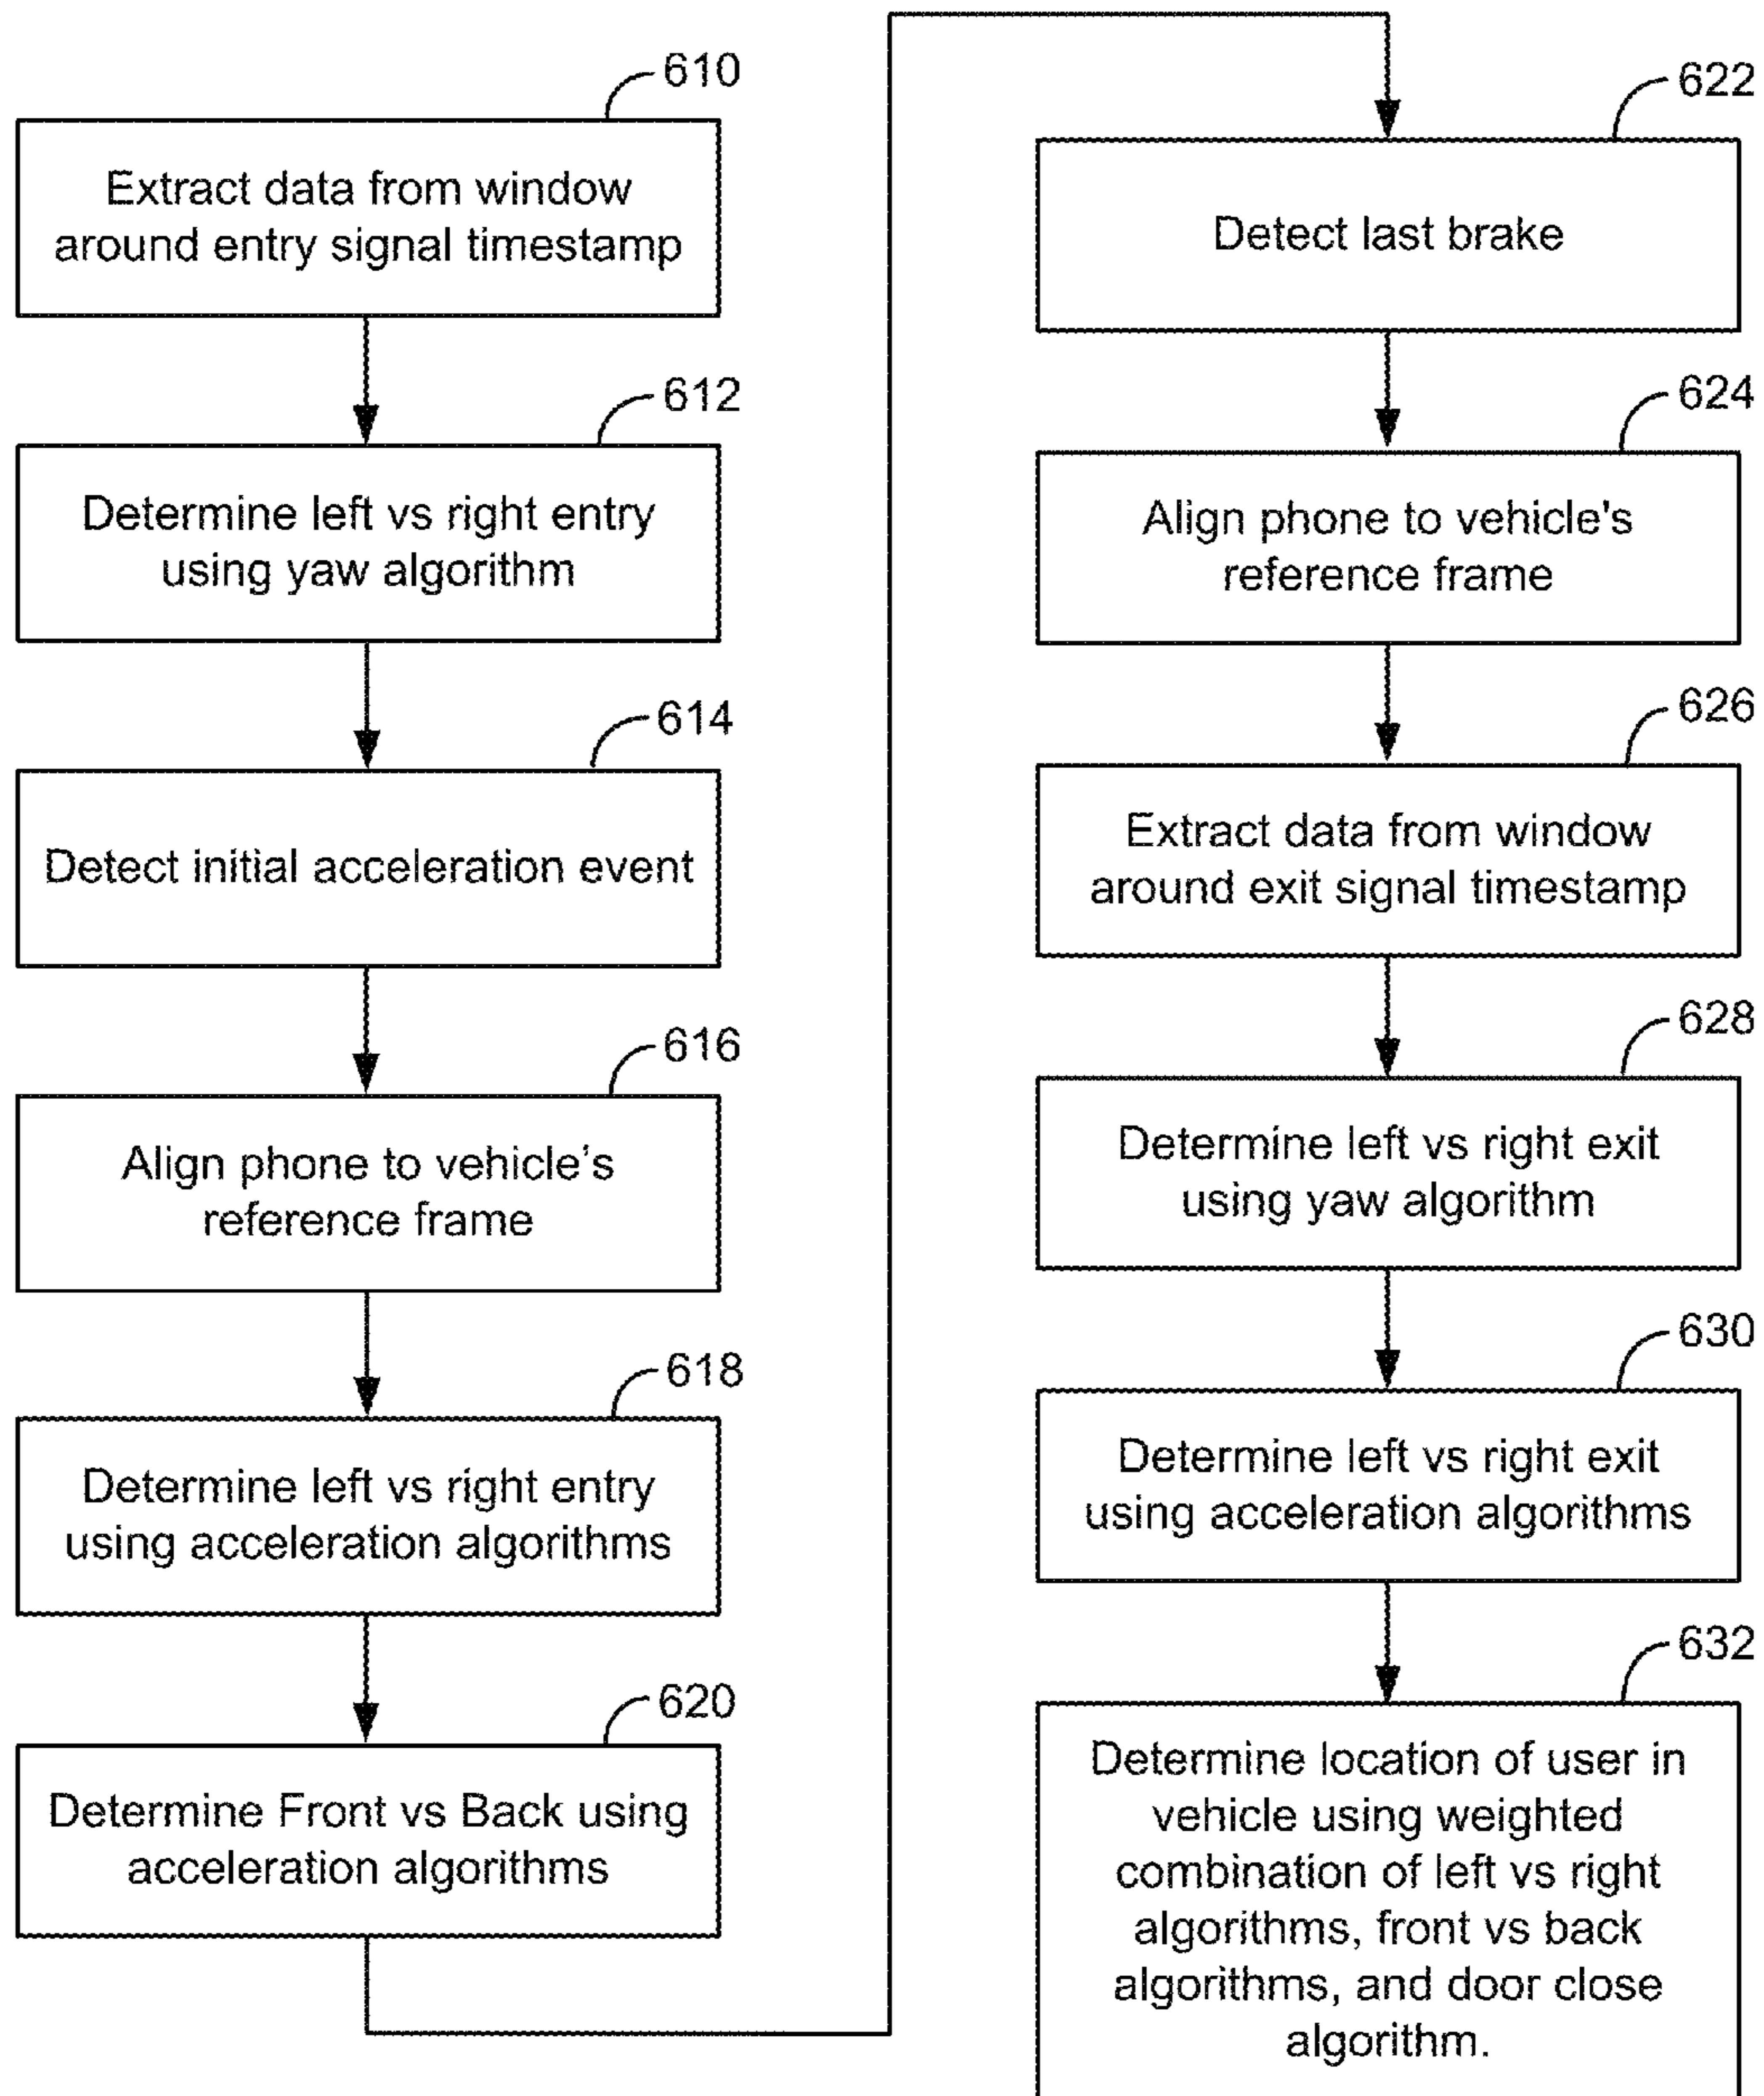 610
Extract data from window
around entry signal timestamp
612
Determine left vs right entry
using yaw algorithm
614
Detect initial acceleration event
616
Align phone to vehicle’s
reference frame
618
Determine left vs right entry
using acceleration algorithms
620
Determine Front vs Back using
acceleration algorithms
622
Detect last brake
624
Align phone to vehicle's
reference frame
626
Extract data from window
around exit signal timestamp
628
Determine left vs right exit
using yaw algorithm
630
Determine left vs right exit
using acceleration algorithms
632
Determine location of user in
vehicle using weighted
combination of left vs right
algorithms, front vs back
algorithms, and door close
algorithm.